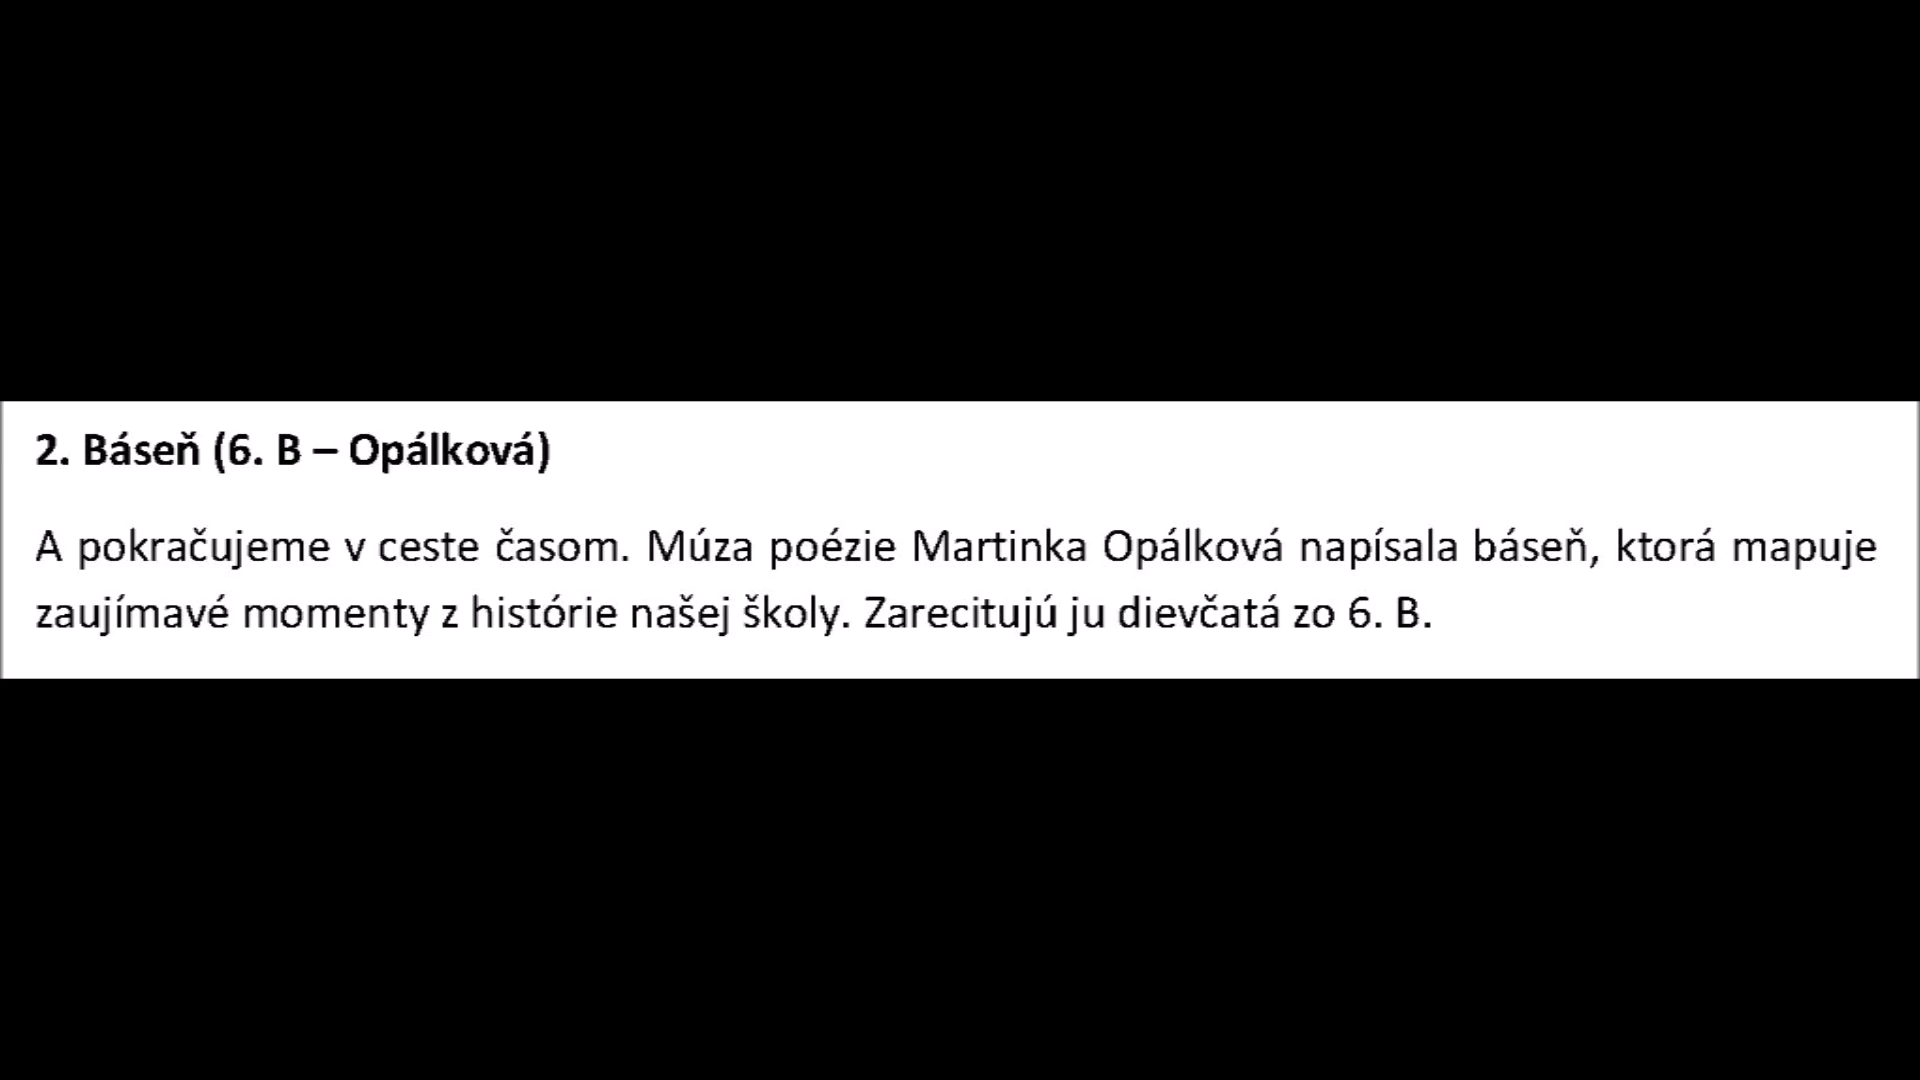 2. Báseň (6. B – Opálková)
A pokračujeme v ceste časom. Múza poézie Martinka Opálková napísala báseň, ktorá mapuje
zaujímavé momenty z histórie našej školy. Zarecitujú ju dievčatá zo 6. B.